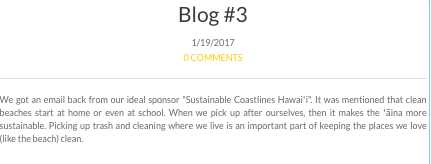 Blog #3
1/19/2017
0 COMMENTS
We got an email back from our ideal sponsor "Sustainable Coastlines Hawaiʻi". It was mentioned that clean
beaches start at home or even at school. When we pick up after ourselves, then it makes the ʻāina more
sustainable. Picking up trash and cleaning where we live is an important part of keeping the places we love
(like the beach) clean.